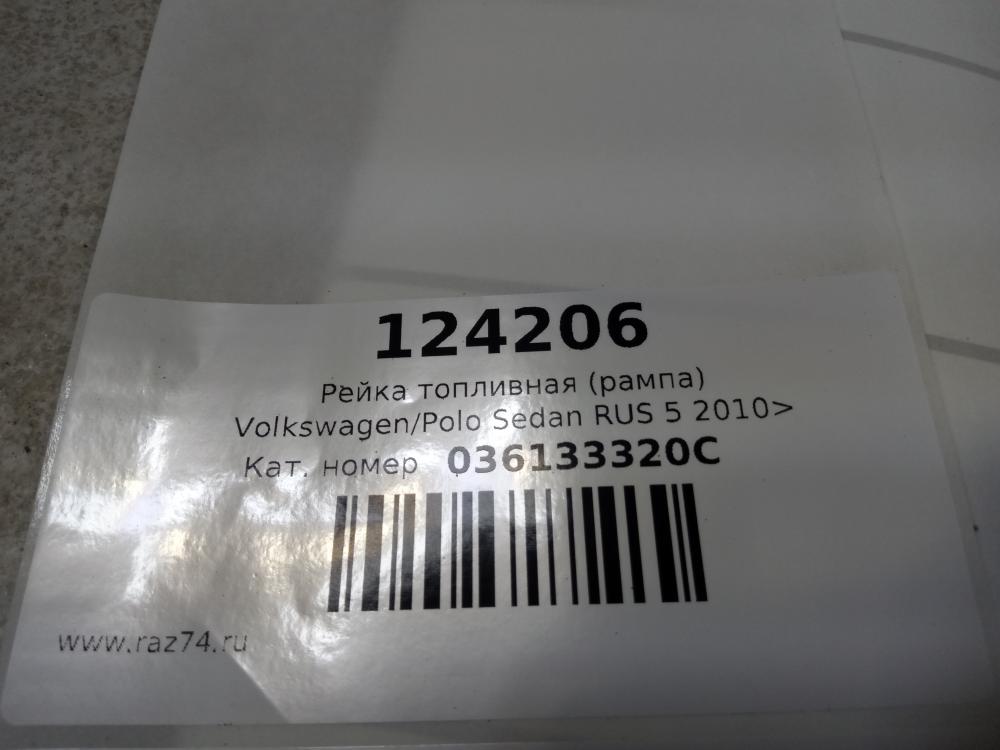 124206
Рейка топливная (рампа)
Volkswagen/Polo Sedan RUS 5 2010>
Кат. номер 036133320C
www.raz74.ru